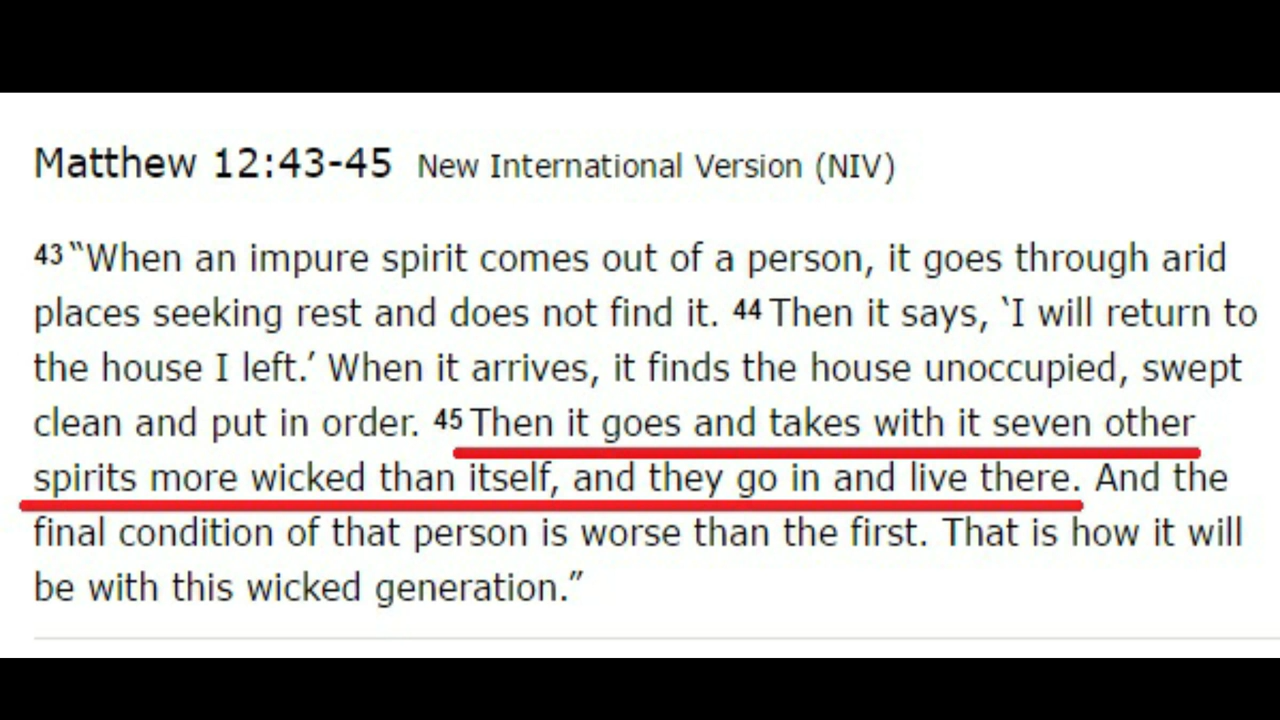 Matthew 12:43-45 New International Version (NIV)
43 “When an impure spirit comes out of a person, it goes through arid
places seeking rest and does not find it. 44 Then it says, ‘I will return to
the house I left.’ When it arrives, it finds the house unoccupied, swept
clean and put in order. 45 Then it goes and takes with it seven other
spirits more wicked than itself, and they go in and live there. And the
final condition of that person is worse than the first. That is how it will
be with this wicked generation.”